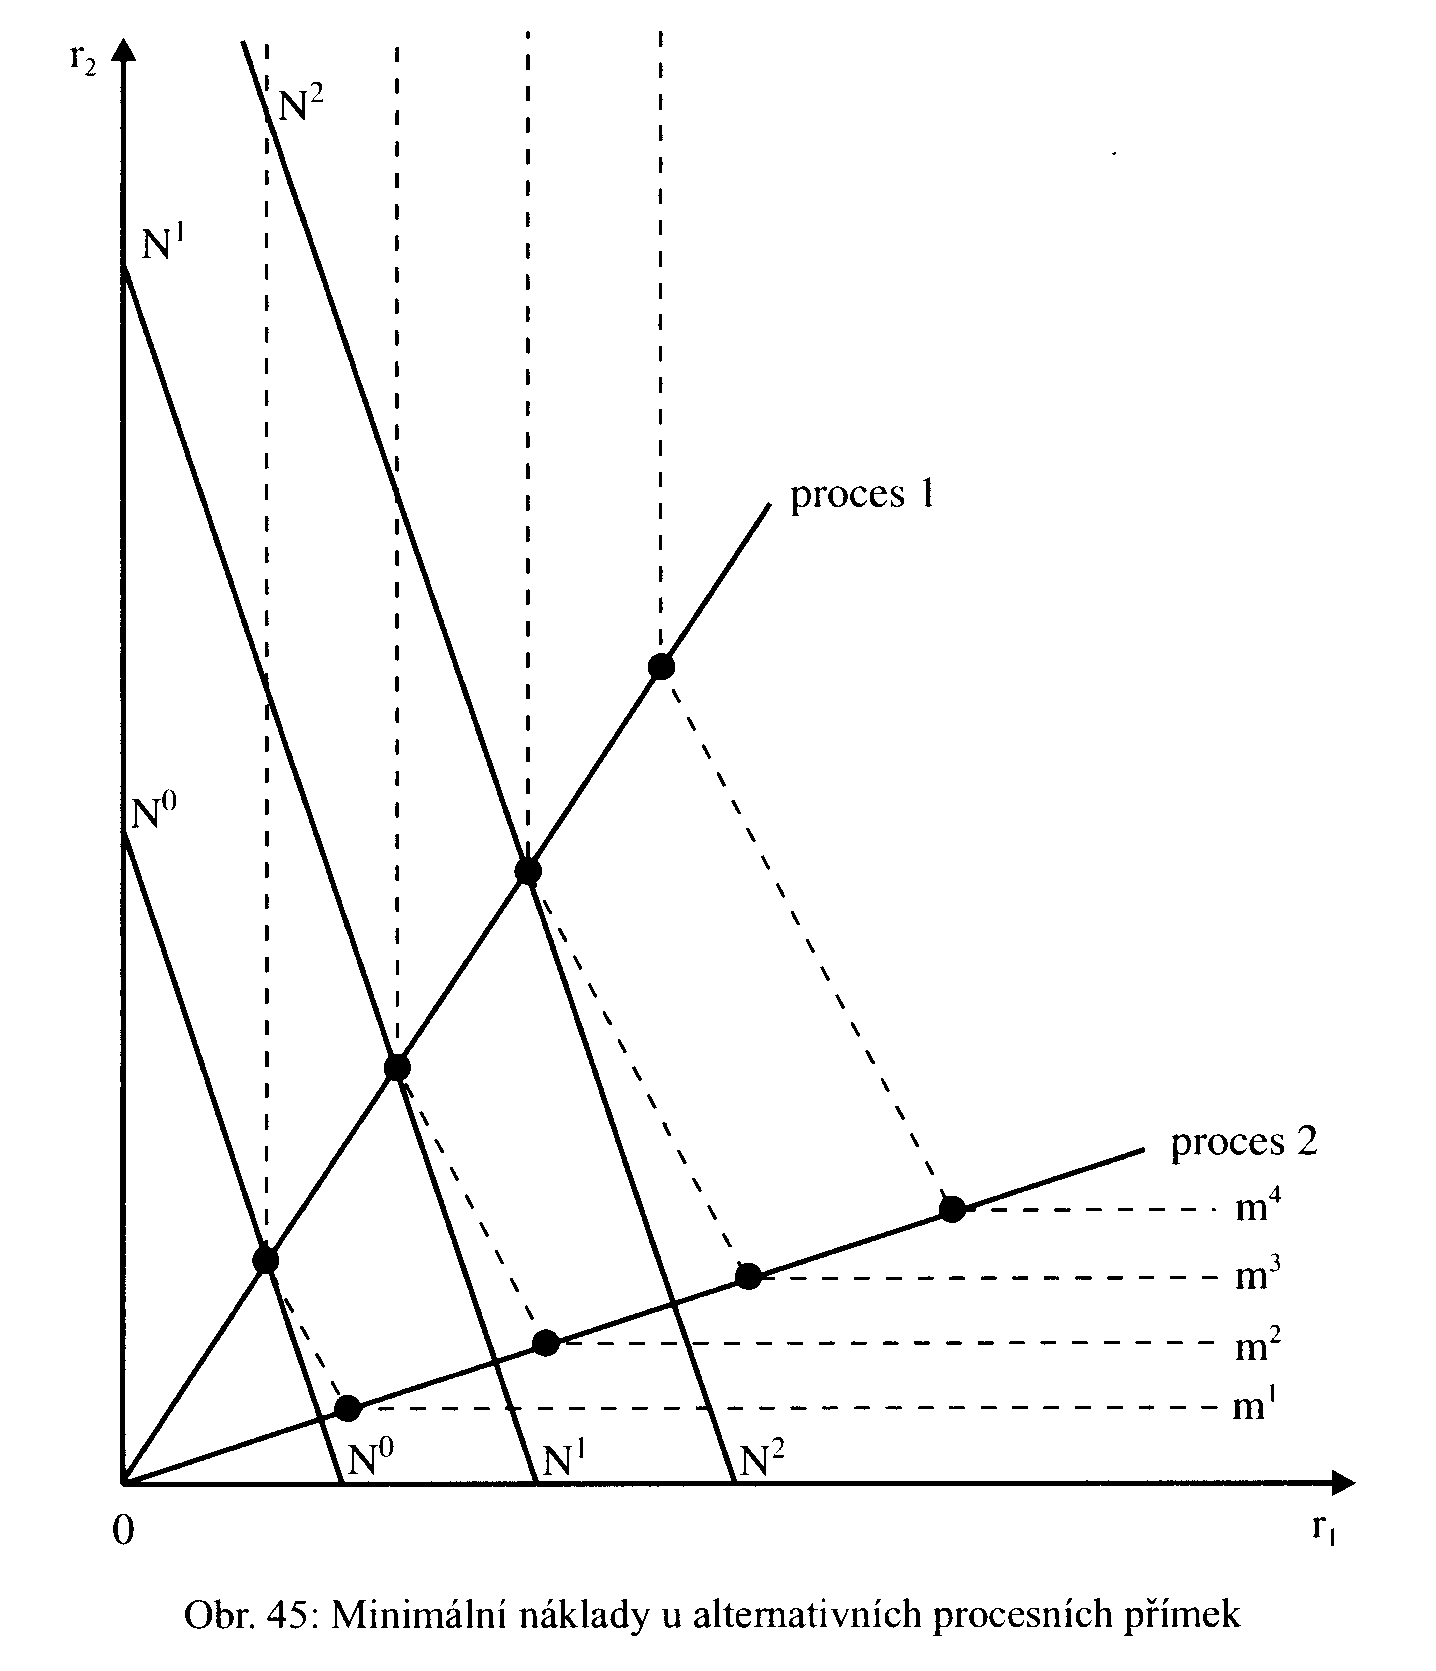 r₂
N²
N¹
proces 1
N⁰
proces 2
m⁴
m³
m²
m¹
N⁰
N¹
N²
0
r₁
Obr. 45: Minimální náklady u alternativních procesních přímek